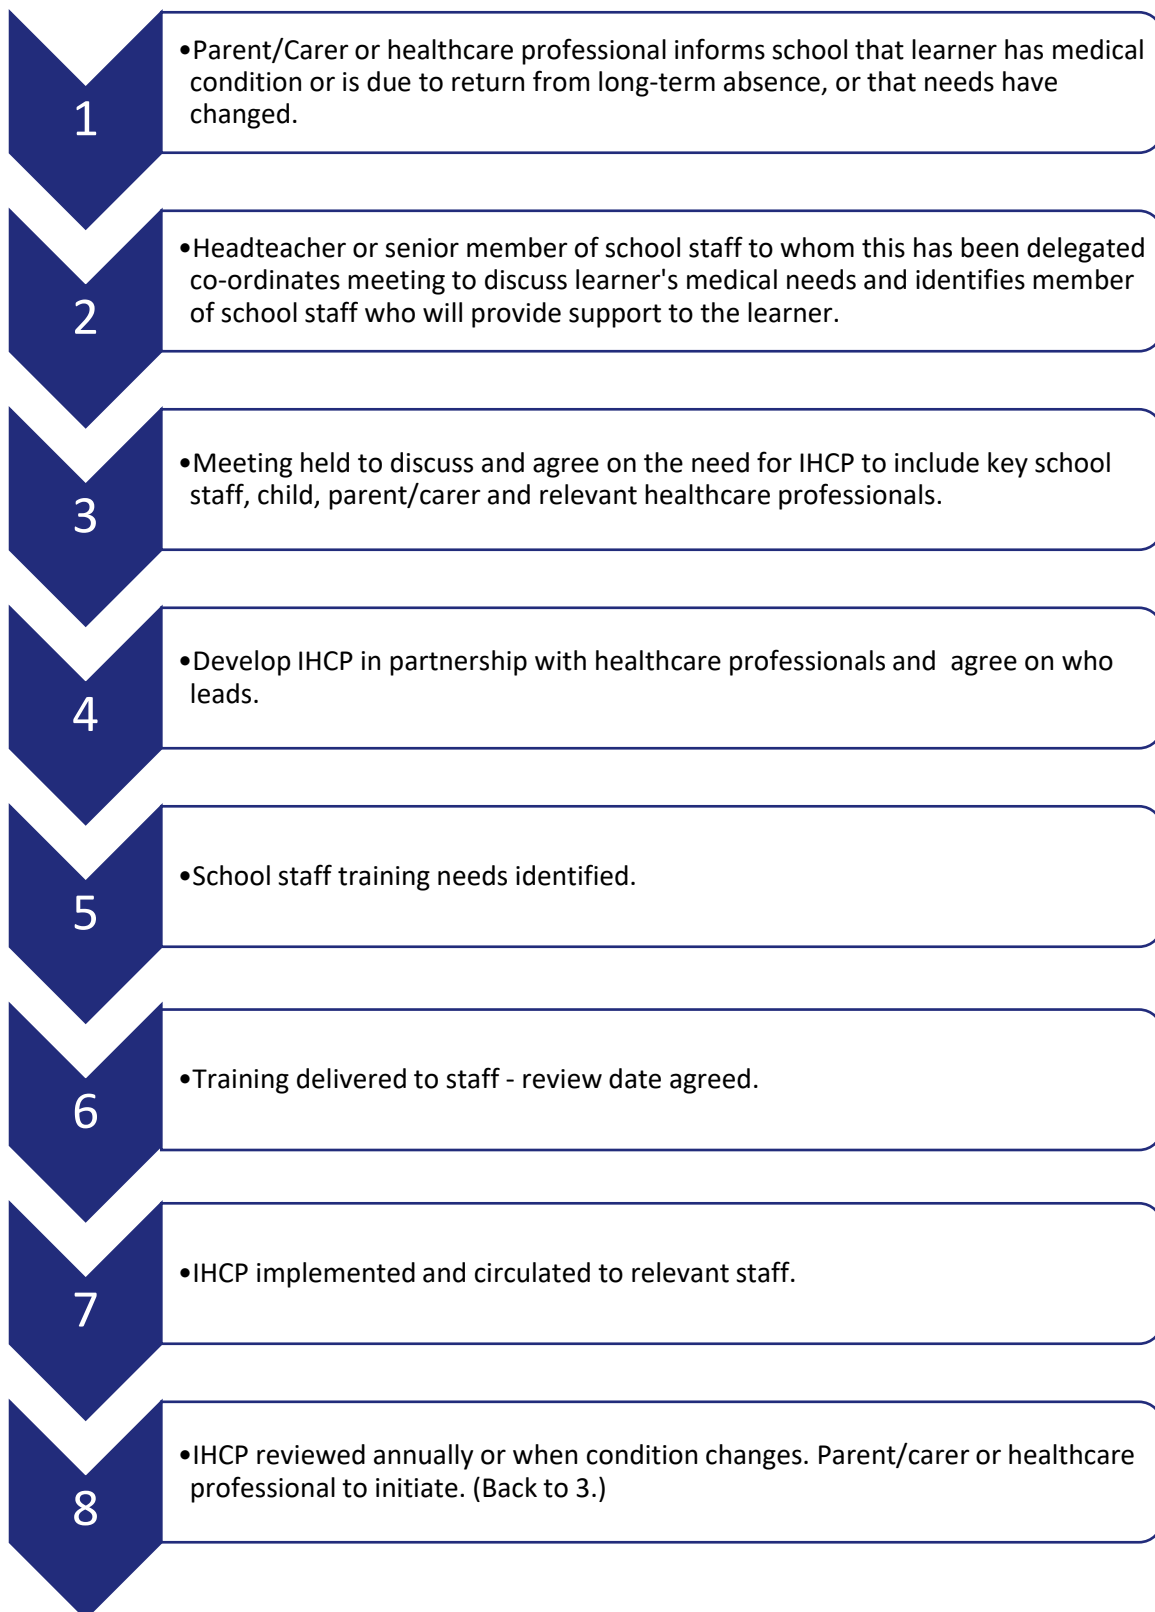 1
•Parent/Carer or healthcare professional informs school that learner has medical
condition or is due to return from long-term absence, or that needs have
changed.
2
•Headteacher or senior member of school staff to whom this has been delegated
co-ordinates meeting to discuss learner's medical needs and identifies member
of school staff who will provide support to the learner.
3
•Meeting held to discuss and agree on the need for IHCP to include key school
staff, child, parent/carer and relevant healthcare professionals.
4
•Develop IHCP in partnership with healthcare professionals and  agree on who
leads.
5
•School staff training needs identified.
6
•Training delivered to staff - review date agreed.
7
•IHCP implemented and circulated to relevant staff.
8
•IHCP reviewed annually or when condition changes. Parent/carer or healthcare
professional to initiate. (Back to 3.)